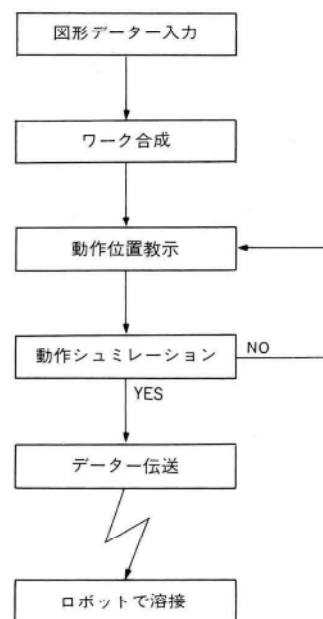 図形データー入力
ワーク合成
動作位置教示
動作シュミレーション
NO
YES
データー伝送
ロボットで溶接